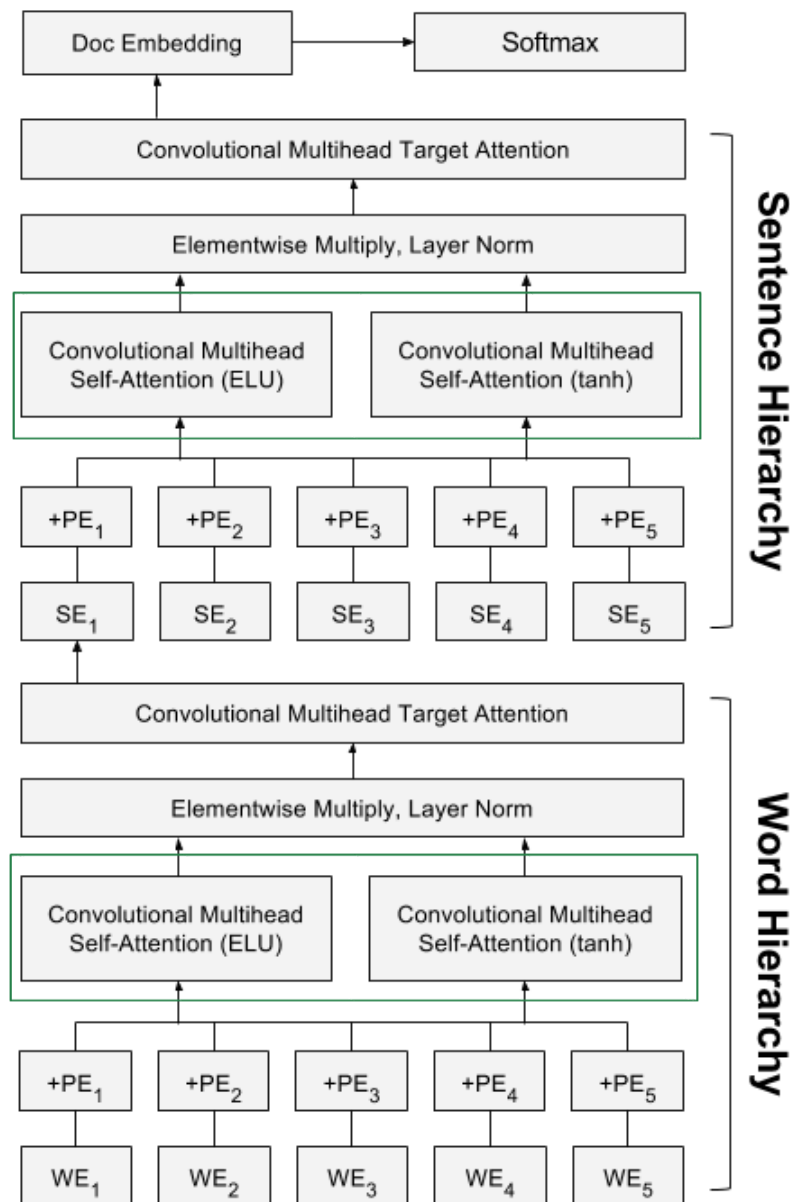 Doc Embedding
Softmax
Convolutional Multihead Target Attention
Elementwise Multiply, Layer Norm
Convolutional Multihead
Self-Attention (ELU)
Convolutional Multihead
Self-Attention (tanh)
+PE1 +PE2 +PE3 +PE4 +PE5
SE1 SE2 SE3 SE4 SE5
Sentence Hierarchy
Convolutional Multihead Target Attention
Elementwise Multiply, Layer Norm
Convolutional Multihead
Self-Attention (ELU)
Convolutional Multihead
Self-Attention (tanh)
+PE1 +PE2 +PE3 +PE4 +PE5
WE1 WE2 WE3 WE4 WE5
Word Hierarchy